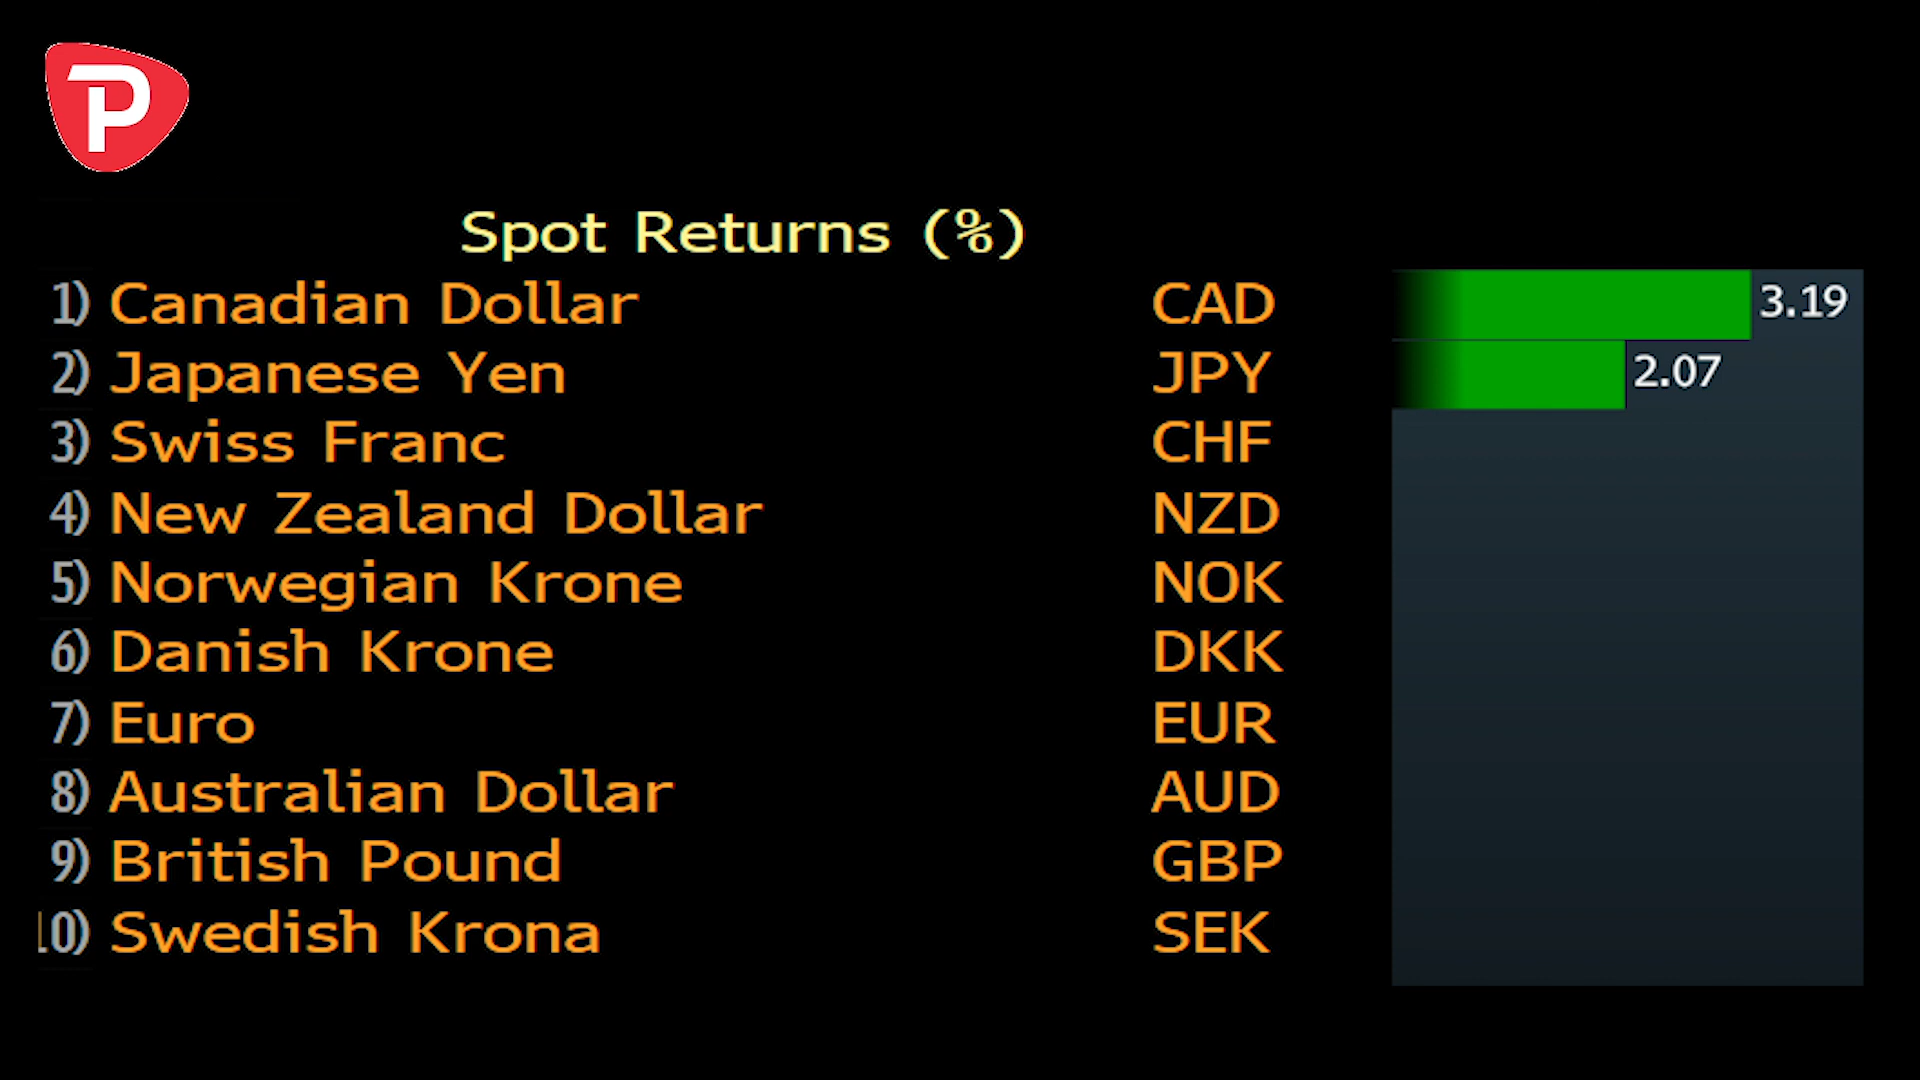 P
Spot Returns (%)
1) Canadian Dollar CAD 3.19
2) Japanese Yen JPY 2.07
3) Swiss Franc CHF
4) New Zealand Dollar NZD
5) Norwegian Krone NOK
6) Danish Krone DKK
7) Euro EUR
8) Australian Dollar AUD
9) British Pound GBP
10) Swedish Krona SEK